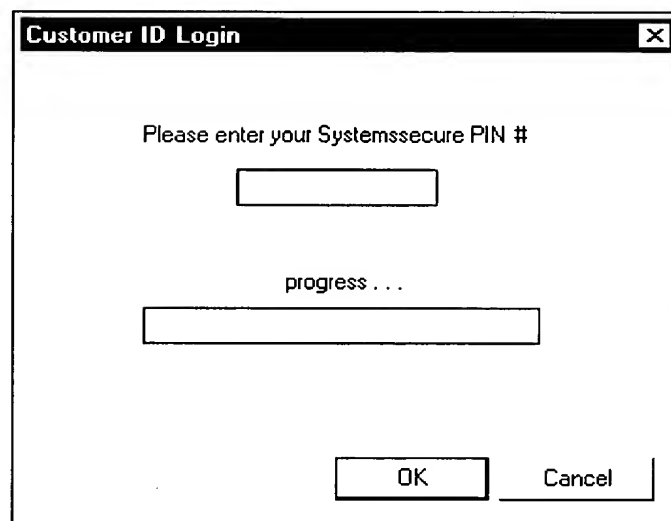 Customer ID Login
Please enter your Systemssecure PIN #
progress . . .
OK Cancel